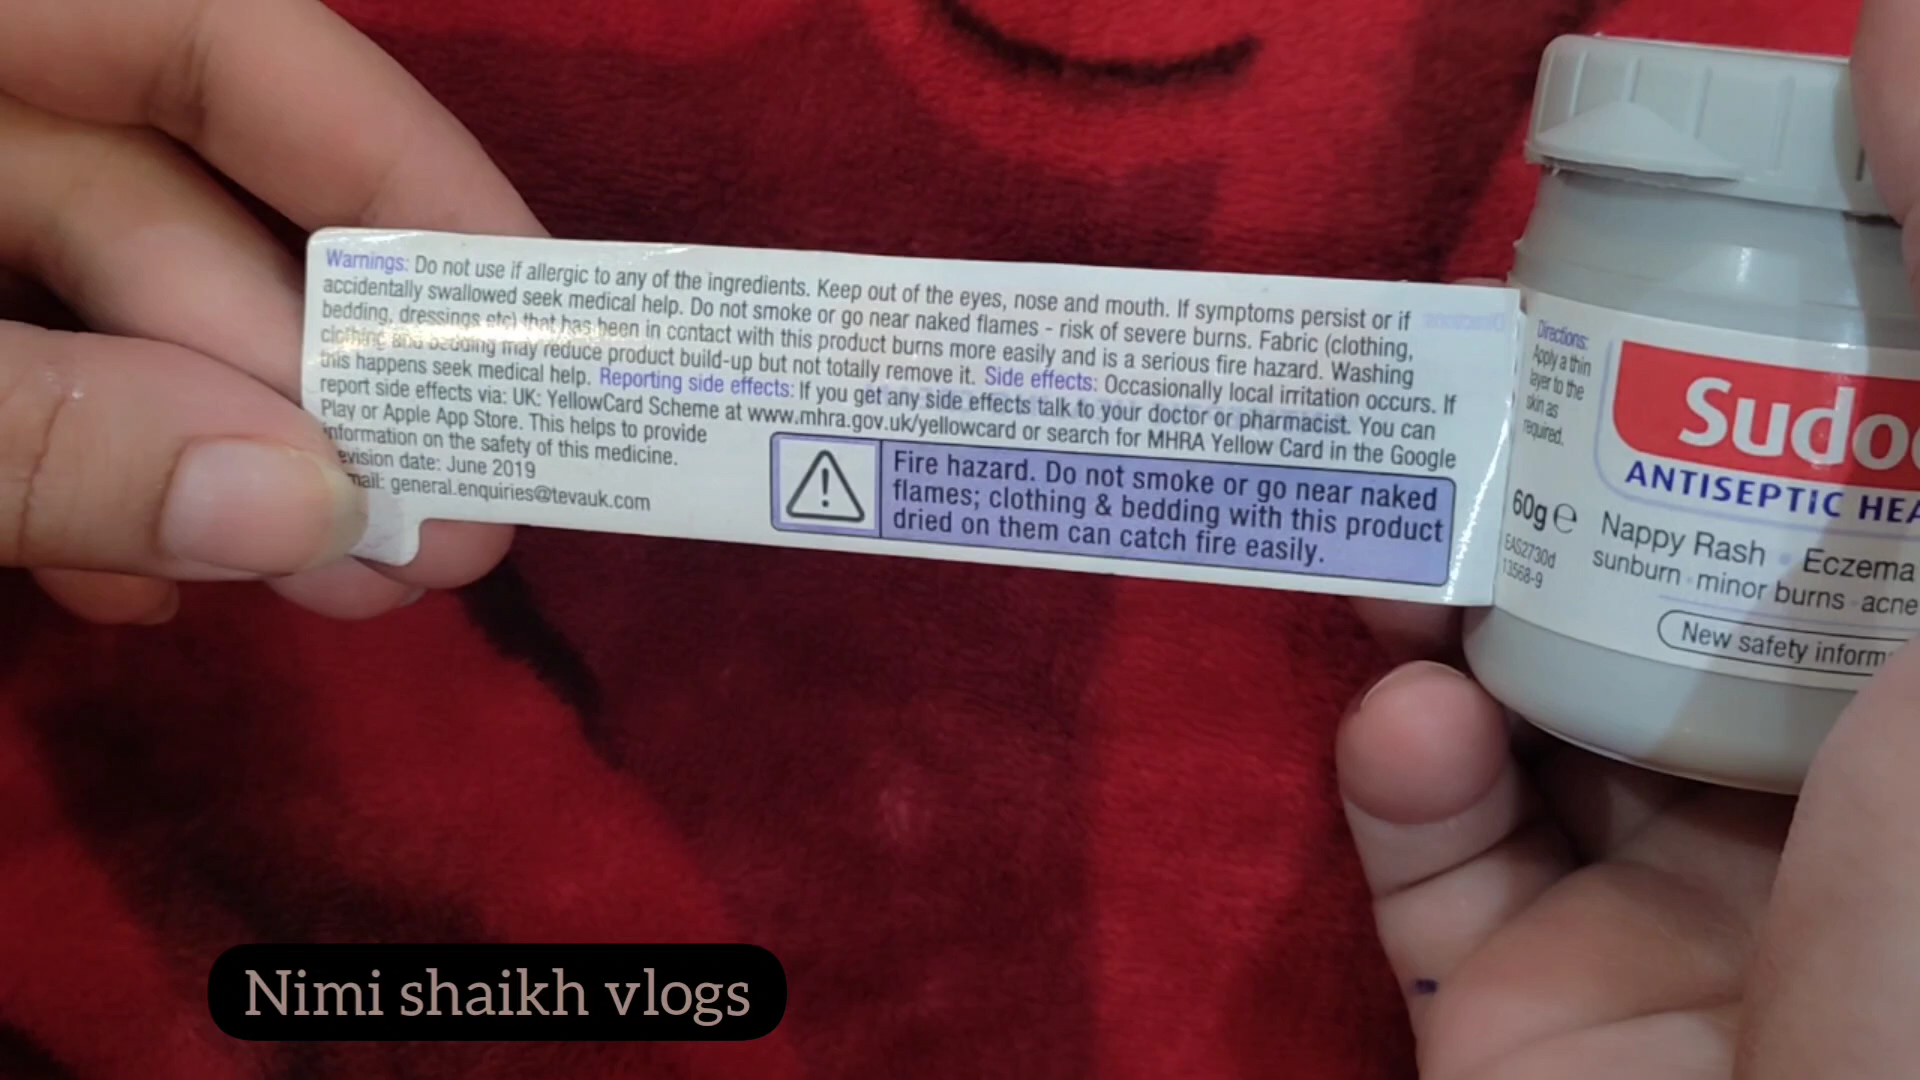 Warnings: Do not use if allergic to any of the ingredients. Keep out of the eyes, nose and mouth. If symptoms persist or if
accidentally swallowed seek medical help. Do not smoke or go near naked flames - risk of severe burns. Fabric (clothing,
bedding, dressings etc) that has been in contact with this product burns more easily and is a serious fire hazard. Washing
clothing and bedding may reduce product build-up but not totally remove it. Side effects: Occasionally local irritation occurs. If
this happens seek medical help. Reporting side effects: If you get any side effects talk to your doctor or pharmacist. You can
report side effects via: UK: YellowCard Scheme at www.mhra.gov.uk/yellowcard or search for MHRA Yellow Card in the Google
Play or Apple App Store. This helps to provide
information on the safety of this medicine.
evision date: June 2019
mail: general.enquiries@tevauk.com
Fire hazard. Do not smoke or go near naked
flames; clothing & bedding with this product
dried on them can catch fire easily.
Directions:
Apply a thin
layer to the
skin as
required.
60g e
EAS2730d
13568-9
Sudo
ANTISEPTIC HEA
Nappy Rash • Eczema
sunburn • minor burns • acne
New safety inform
Nimi shaikh vlogs